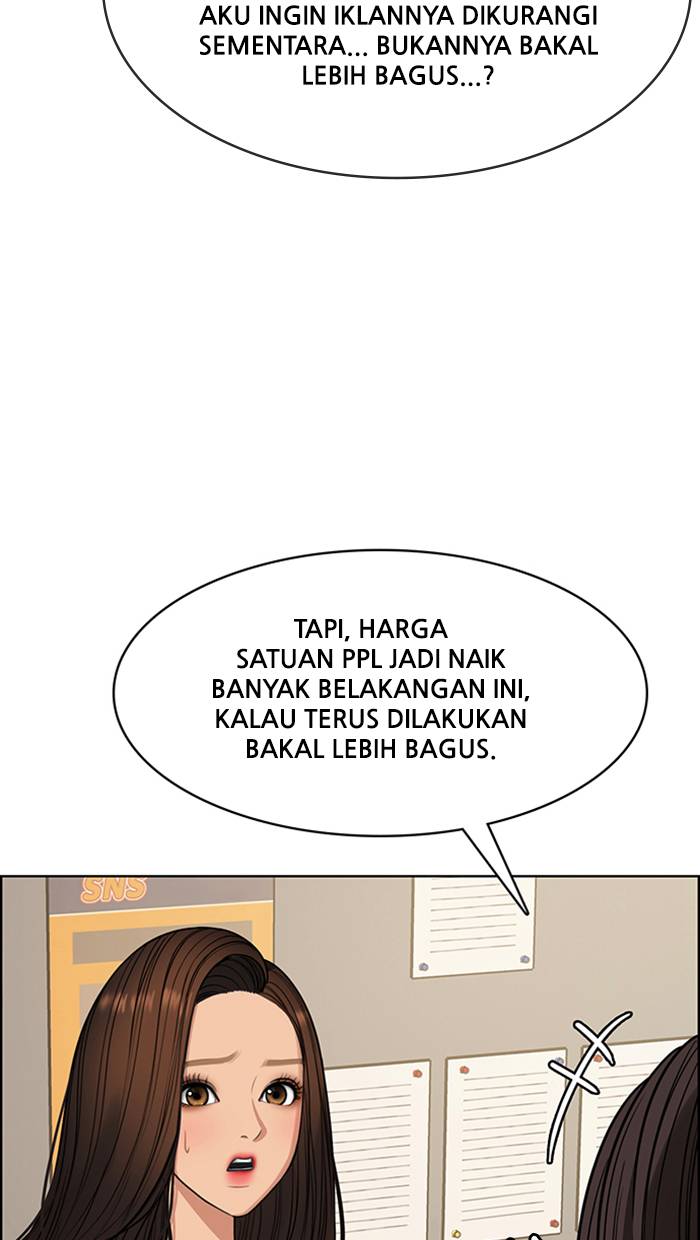 AKU INGIN IKLANNYA DIKURANGI
SEMENTARA... BUKANNYA BAKAL
LEBIH BAGUS...?
TAPI, HARGA
SATUAN PPL JADI NAIK
BANYAK BELAKANGAN INI,
KALAU TERUS DILAKUKAN
BAKAL LEBIH BAGUS.
SNS